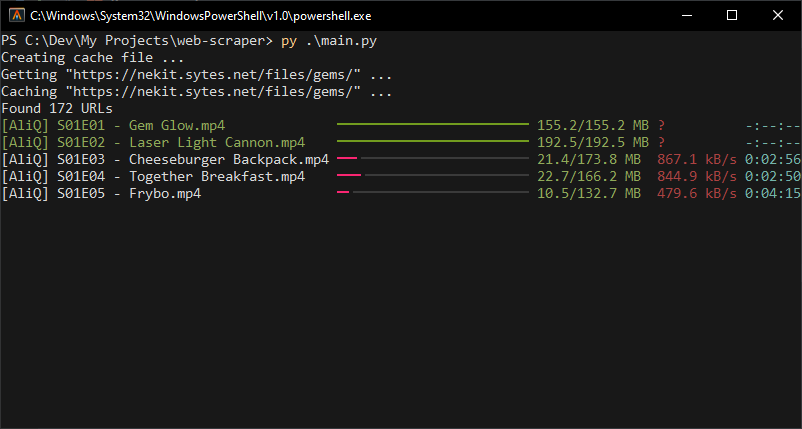 C:\Windows\System32\WindowsPowerShell\v1.0\powershell.exe
PS C:\Dev\My Projects\web-scraper> py .\main.py
Creating cache file ...
Getting "https://nekit.sytes.net/files/gems/" ...
Caching "https://nekit.sytes.net/files/gems/" ...
Found 172 URLs
[AliQ] S01E01 - Gem Glow.mp4 155.2/155.2 MB ? -:--:--
[AliQ] S01E02 - Laser Light Cannon.mp4 192.5/192.5 MB ? -:--:--
[AliQ] S01E03 - Cheeseburger Backpack.mp4 21.4/173.8 MB 867.1 kB/s 0:02:56
[AliQ] S01E04 - Together Breakfast.mp4 22.7/166.2 MB 844.9 kB/s 0:02:50
[AliQ] S01E05 - Frybo.mp4 10.5/132.7 MB 479.6 kB/s 0:04:15